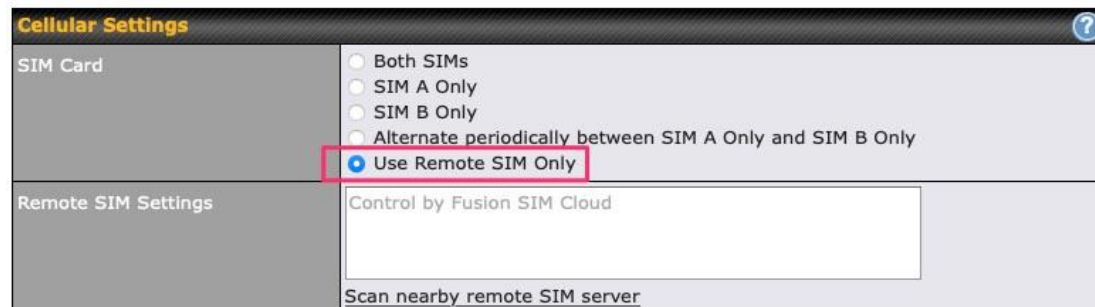 Cellular Settings
?
SIM Card
Both SIMs
SIM A Only
SIM B Only
Alternate periodically between SIM A Only and SIM B Only
Use Remote SIM Only
Remote SIM Settings
Control by Fusion SIM Cloud
Scan nearby remote SIM server